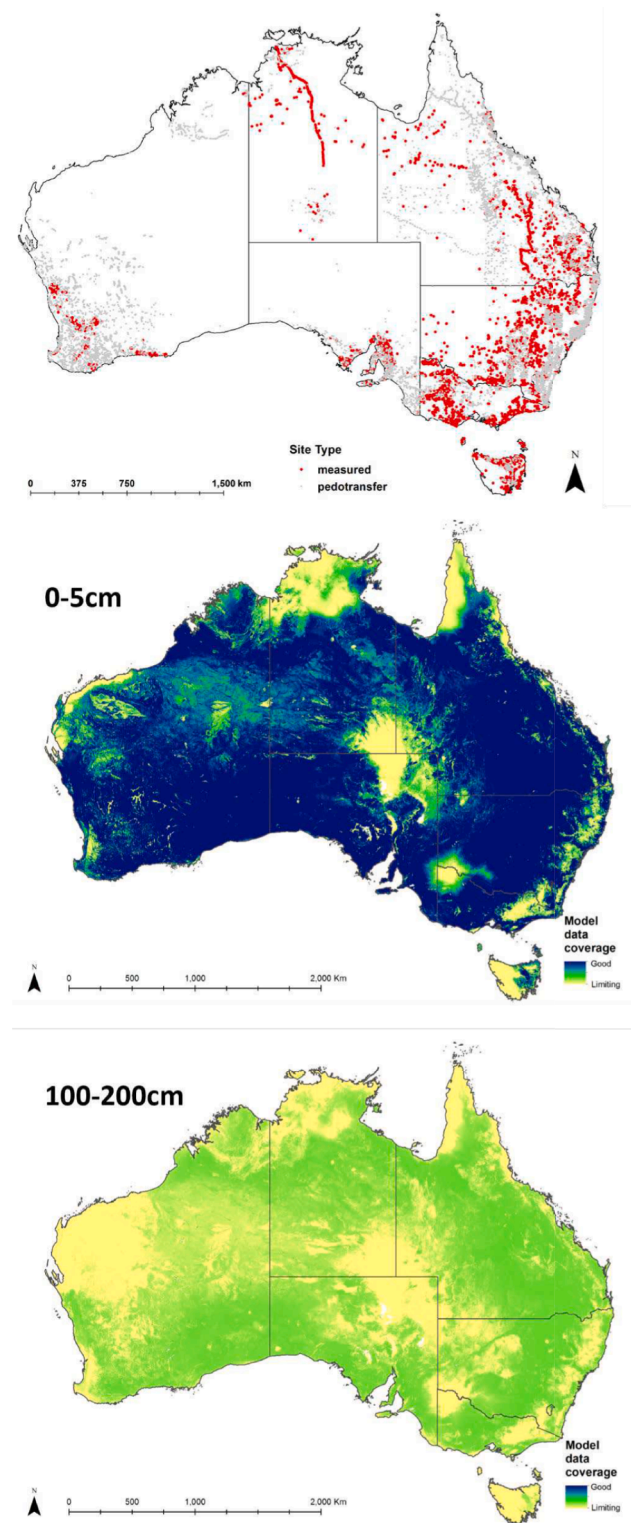 Site Type
measured
pedotransfer
N
0 375 750 1,500 km
0-5cm
Model
data
coverage
Good
Limiting
N
0 500 1,000 2,000 Km
100-200cm
Model
data
coverage
Good
Limiting
N
0 500 1,000 2,000 Km